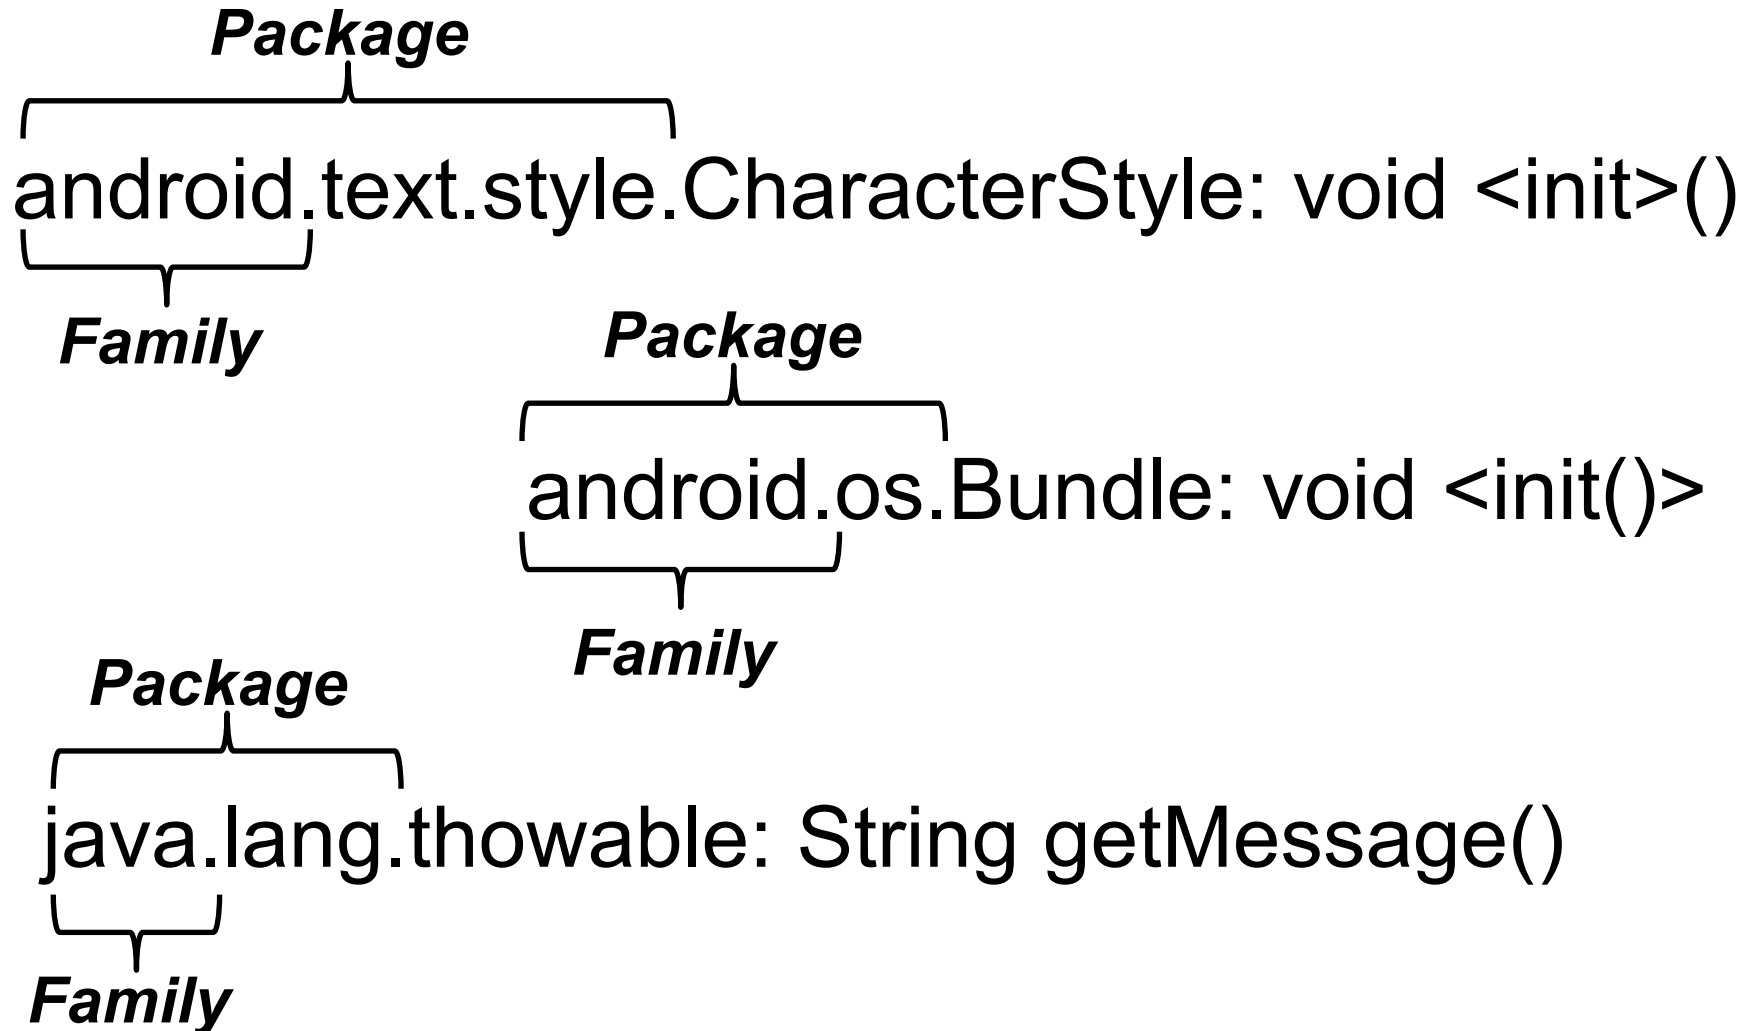 Package
android.text.style.CharacterStyle: void <init>()
Family
Package
android.os.Bundle: void <init()>
Family
Package
java.lang.thowable: String getMessage()
Family